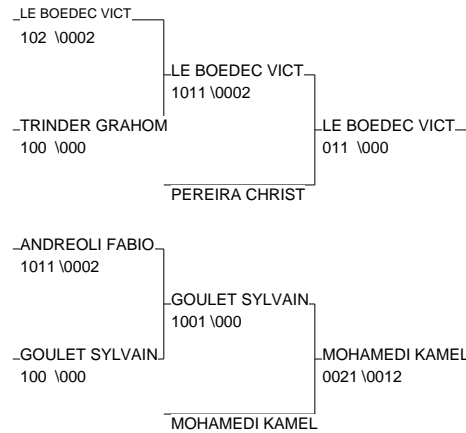 LE BOEDEC VICT
102 \0002
LE BOEDEC VICT
1011 \0002
TRINDER GRAHOM
100 \000
LE BOEDEC VICT
011 \000
PEREIRA CHRIST
ANDREOLI FABIO
1011 \0002
GOULET SYLVAIN
1001 \000
GOULET SYLVAIN
100 \000
MOHAMEDI KAMEL
0021 \0012
MOHAMEDI KAMEL